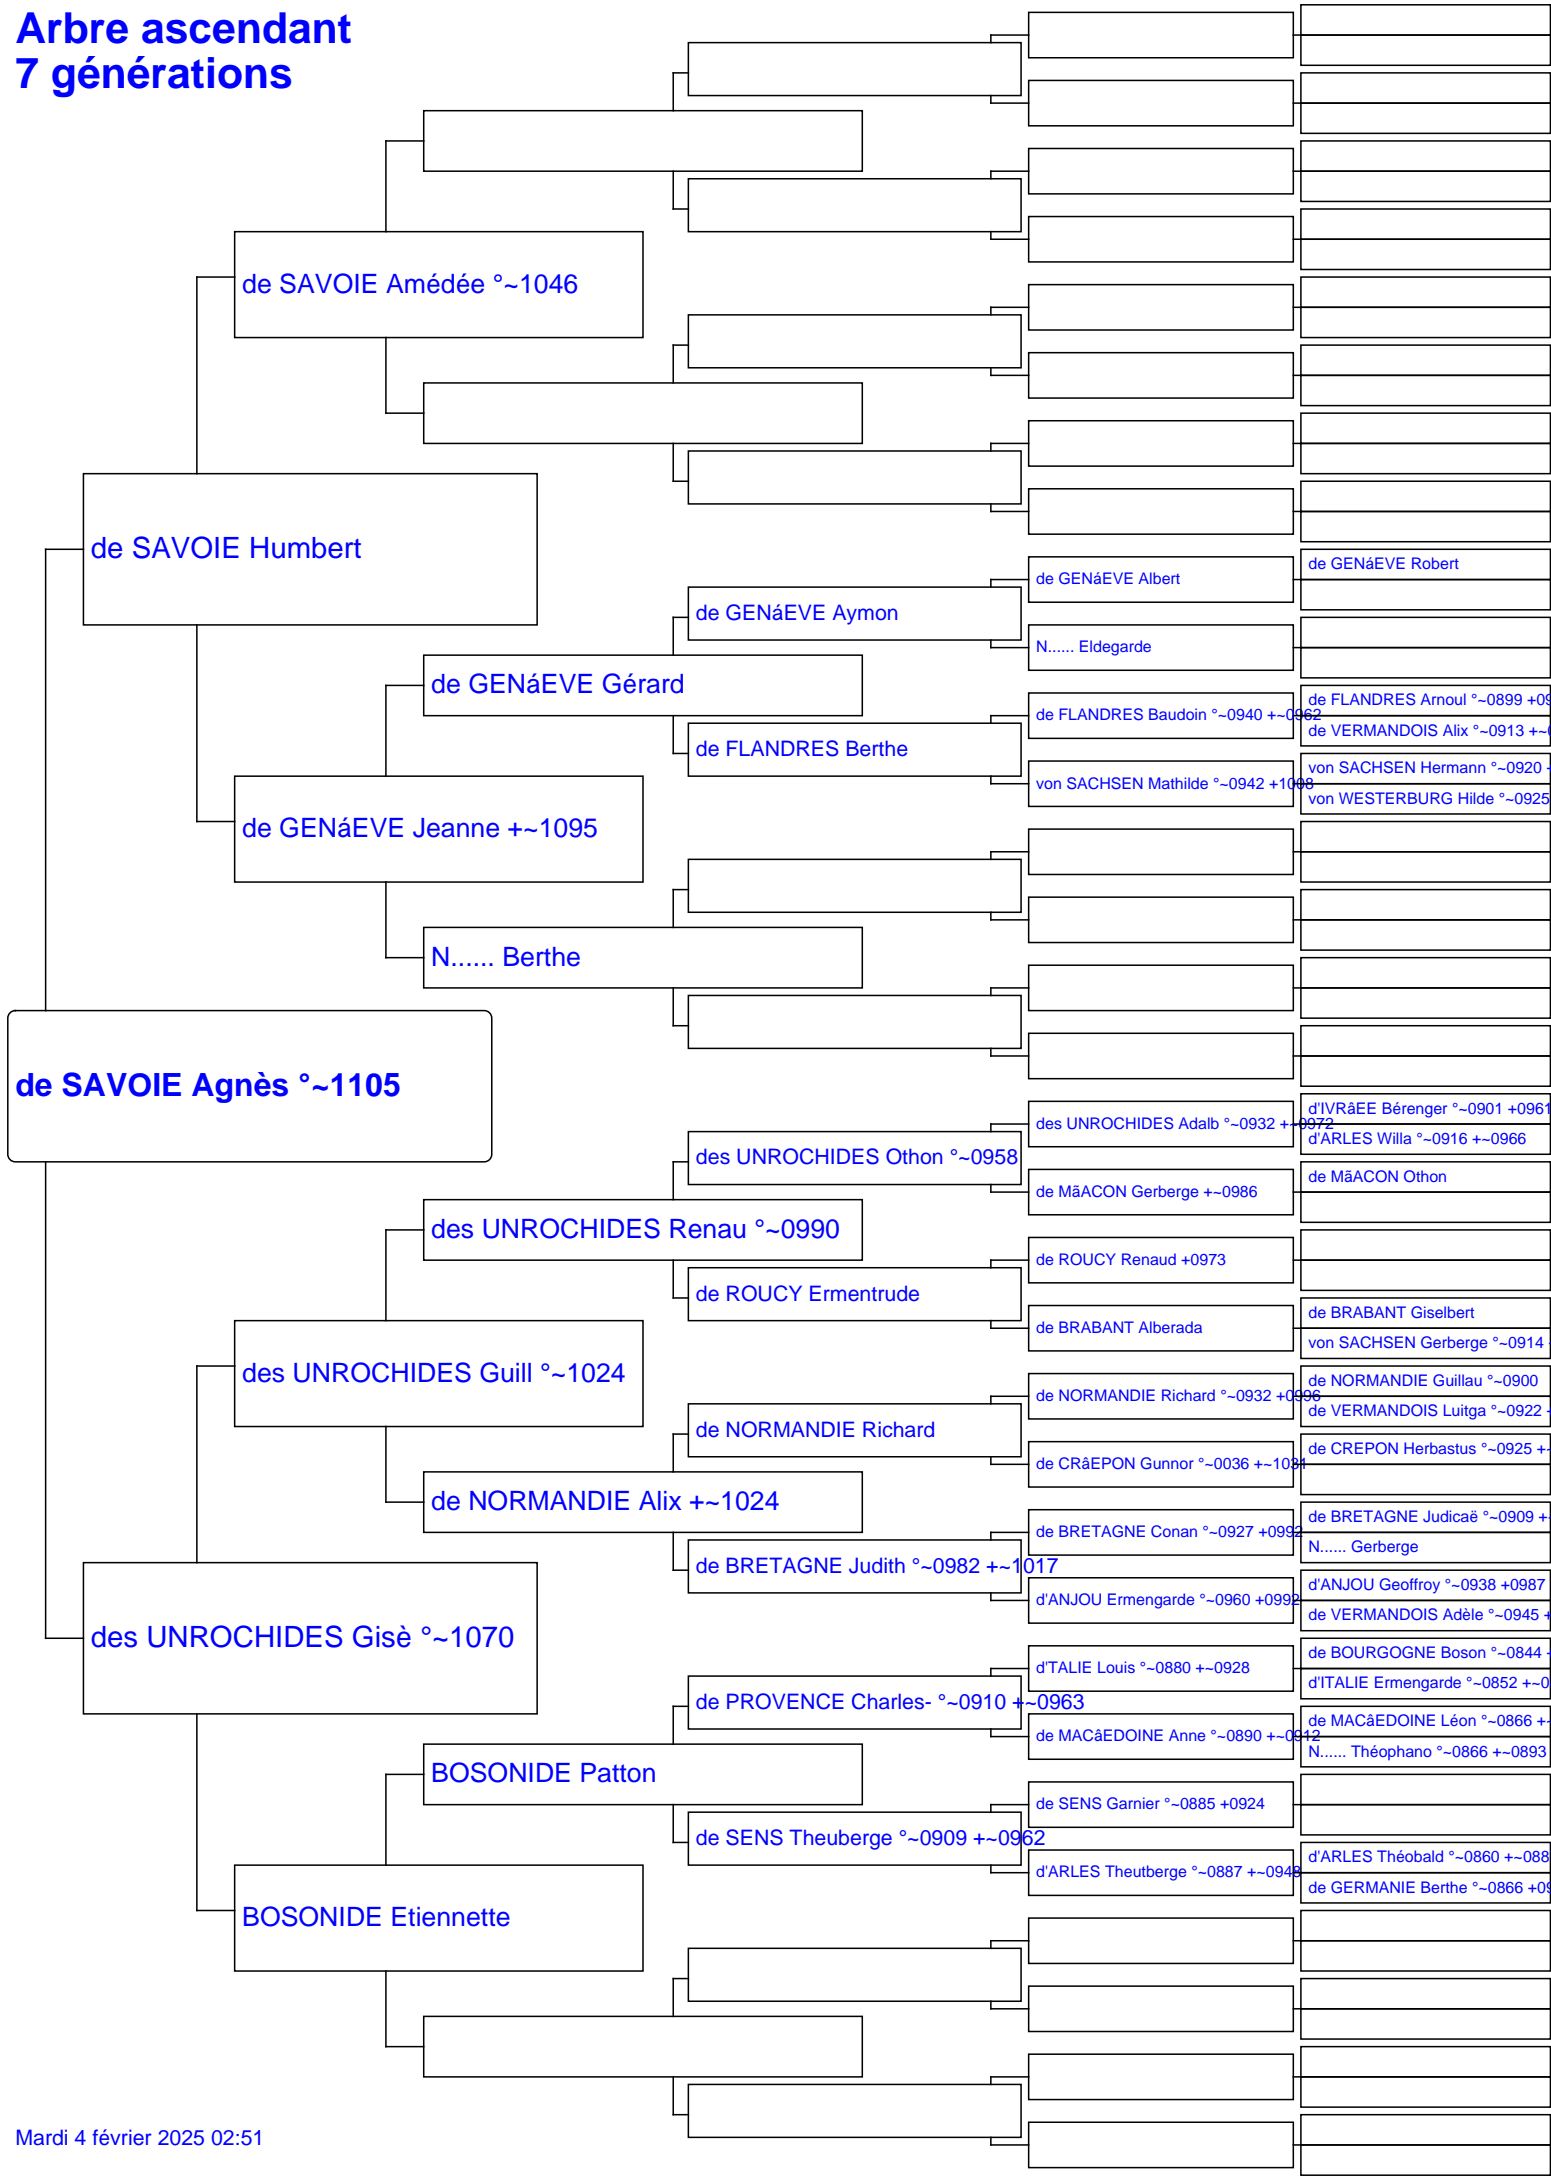 Arbre ascendant
7 générations
de SAVOIE Amédée °~1046
de SAVOIE Humbert
de GENáEVE Albert
de GENáEVE Robert
de GENáEVE Aymon
N...... Eldegarde
de GENáEVE Gérard
de FLANDRES Baudoin °~0940 +~0962
de FLANDRES Arnoul °~0899 +09
de VERMANDOIS Alix °~0913 +~0
de FLANDRES Berthe
von SACHSEN Mathilde °~0942 +1008
von SACHSEN Hermann °~0920 +
von WESTERBURG Hilde °~0925
de GENáEVE Jeanne +~1095
N...... Berthe
de SAVOIE Agnès °~1105
des UNROCHIDES Adalb °~0932 +~0972
d'IVRâEE Bérenger °~0901 +0961
d'ARLES Willa °~0916 +~0966
des UNROCHIDES Othon °~0958
de MãACON Gerberge +~0986
de MãACON Othon
des UNROCHIDES Renau °~0990
de ROUCY Renaud +0973
de ROUCY Ermentrude
de BRABANT Alberada
de BRABANT Giselbert
von SACHSEN Gerberge °~0914
des UNROCHIDES Guill °~1024
de NORMANDIE Richard °~0932 +0996
de NORMANDIE Guillau °~0900
de VERMANDOIS Luitga °~0922 +
de NORMANDIE Richard
de CRâEPON Gunnor °~0036 +~1031
de CREPON Herbastus °~0925 +~
de NORMANDIE Alix +~1024
de BRETAGNE Conan °~0927 +0992
de BRETAGNE Judicaë °~0909 +~
N...... Gerberge
de BRETAGNE Judith °~0982 +~1017
d'ANJOU Ermengarde °~0960 +0992
d'ANJOU Geoffroy °~0938 +0987
de VERMANDOIS Adèle °~0945 +
des UNROCHIDES Gisè °~1070
d'TALIE Louis °~0880 +~0928
de BOURGOGNE Boson °~0844 +
d'ITALIE Ermengarde °~0852 +~0
de PROVENCE Charles- °~0910 +~0963
de MACâEDOINE Anne °~0890 +~0912
de MACâEDOINE Léon °~0866 +~
N...... Théophano °~0866 +~0893
BOSONIDE Patton
de SENS Garnier °~0885 +0924
de SENS Theuberge °~0909 +~0962
d'ARLES Theutberge °~0887 +~0948
d'ARLES Théobald °~0860 +~088
de GERMANIE Berthe °~0866 +09
BOSONIDE Etiennette
Mardi 4 février 2025 02:51